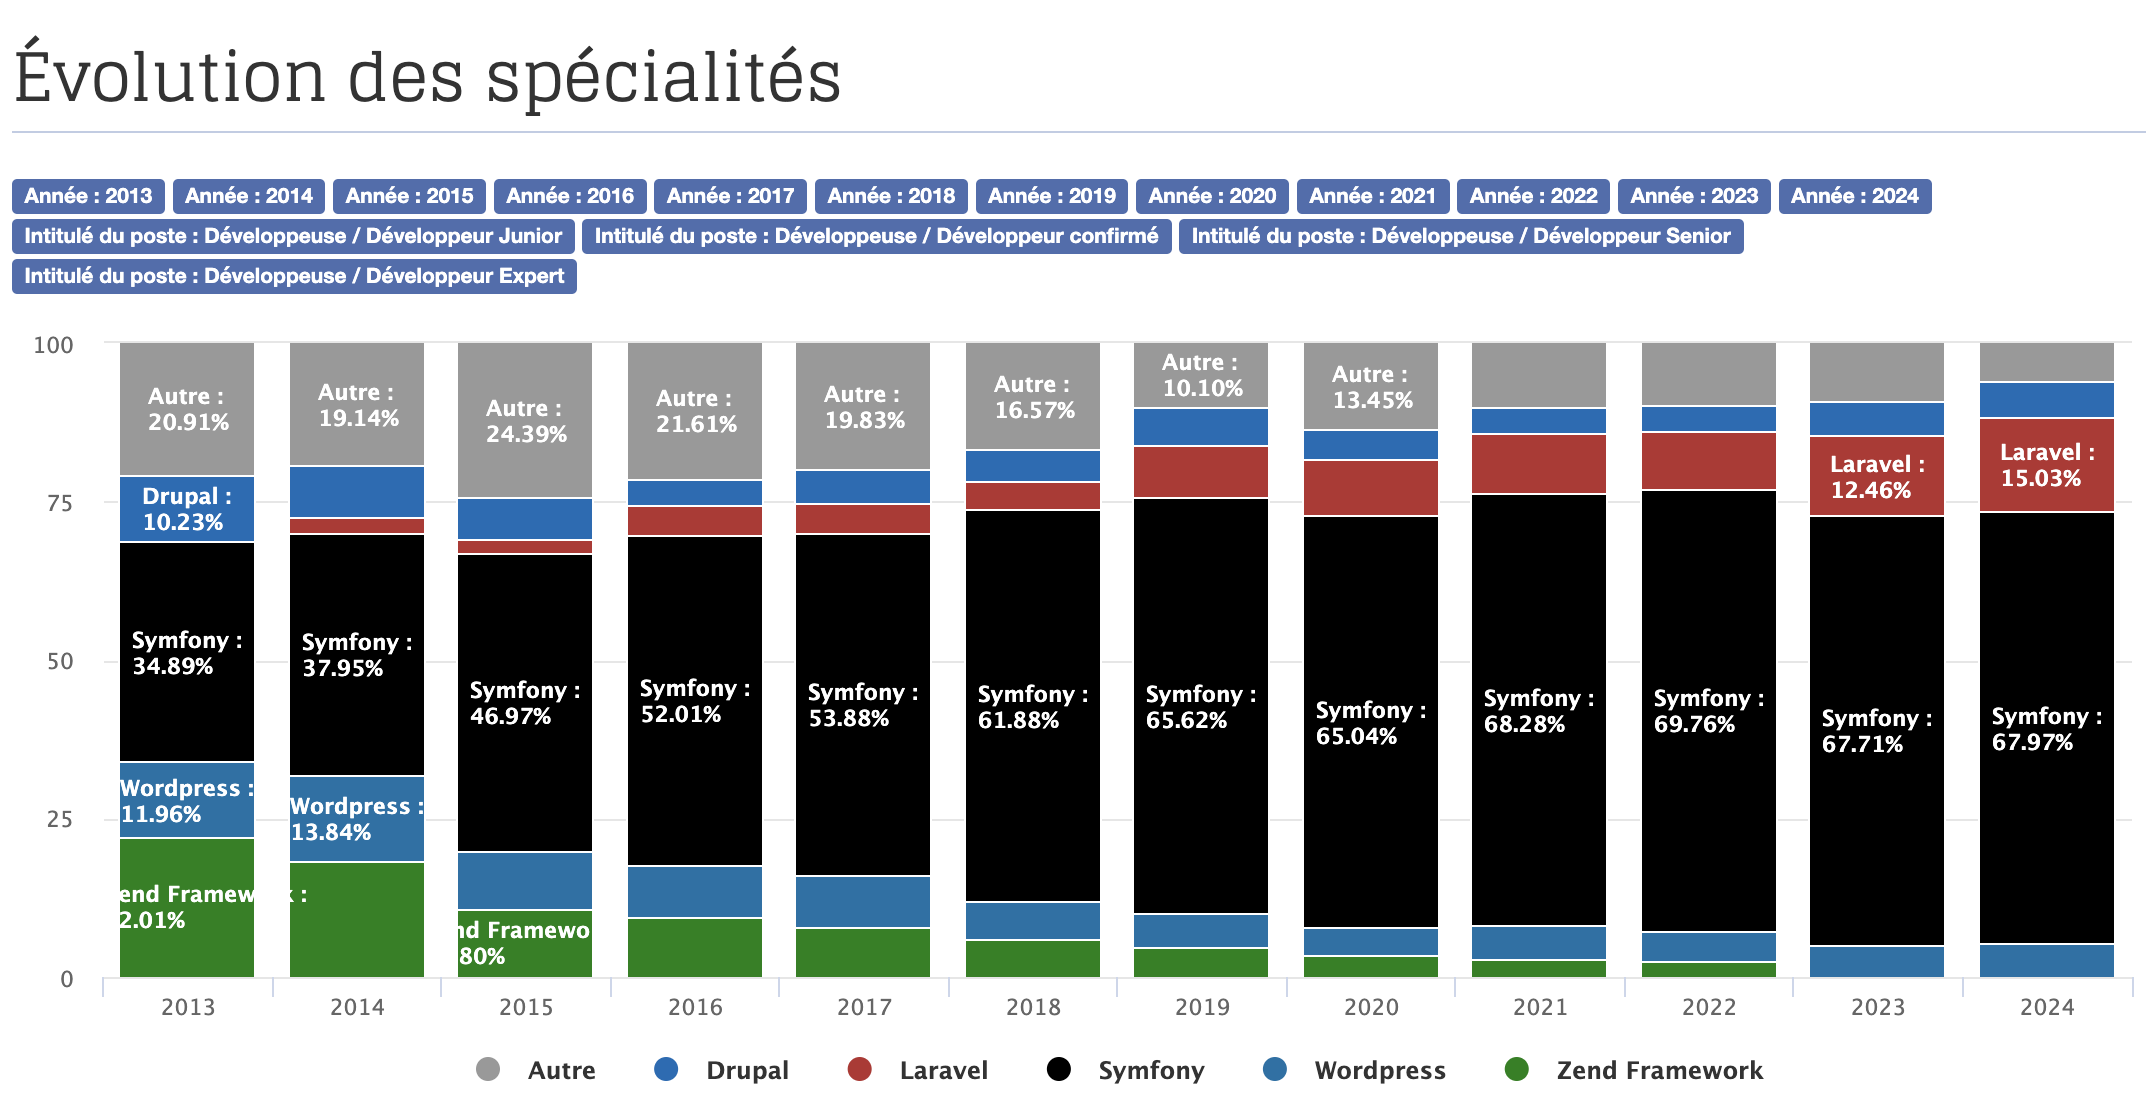 Évolution des spécialités
Année : 2013 Année : 2014 Année : 2015 Année : 2016 Année : 2017 Année : 2018 Année : 2019 Année : 2020 Année : 2021 Année : 2022 Année : 2023 Année : 2024
Intitulé du poste : Développeuse / Développeur Junior Intitulé du poste : Développeuse / Développeur confirmé Intitulé du poste : Développeuse / Développeur Senior
Intitulé du poste : Développeuse / Développeur Expert
100
75
50
25
0
Autre :
20.91%
Drupal :
10.23%
Symfony :
34.89%
Wordpress :
11.96%
end Framew k :
2.01%
Autre :
19.14%
Symfony :
37.95%
Wordpress :
13.84%
Autre :
24.39%
Symfony :
46.97%
nd Framewo
.80%
Autre :
21.61%
Symfony :
52.01%
Autre :
19.83%
Symfony :
53.88%
Autre :
16.57%
Symfony :
61.88%
Autre :
10.10%
Symfony :
65.62%
Autre :
13.45%
Symfony :
65.04%
Symfony :
68.28%
Symfony :
69.76%
Laravel :
12.46%
Symfony :
67.71%
Laravel :
15.03%
Symfony :
67.97%
2013 2014 2015 2016 2017 2018 2019 2020 2021 2022 2023 2024
Autre Drupal Laravel Symfony Wordpress Zend Framework